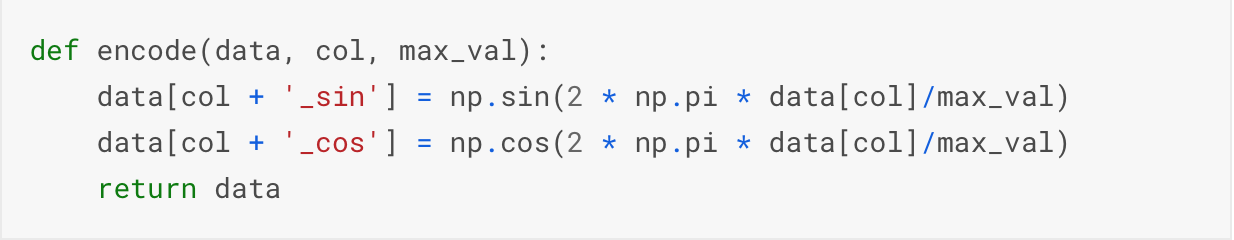 def encode(data, col, max_val):
    data[col + '_sin'] = np.sin(2 * np.pi * data[col]/max_val)
    data[col + '_cos'] = np.cos(2 * np.pi * data[col]/max_val)
    return data